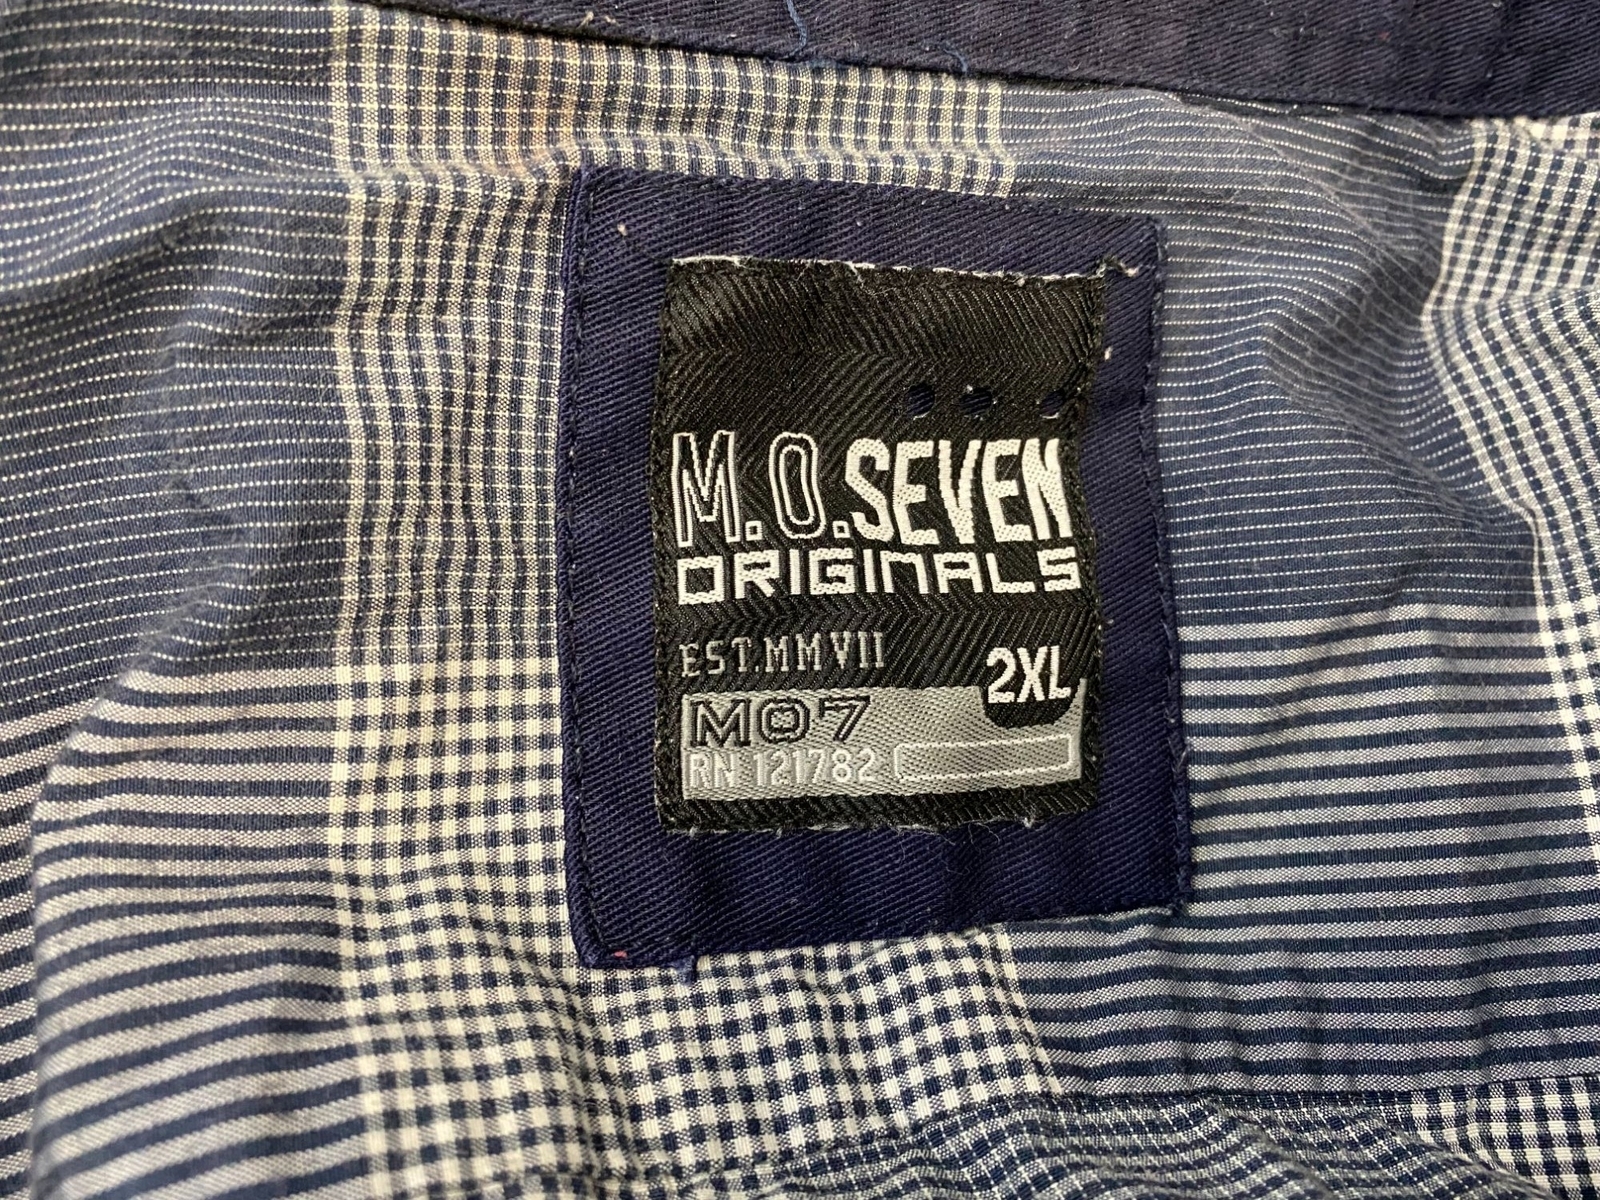 M.O.SEVEN
ORIGINALS
EST.MMVII
2XL
MO7
RN 121782